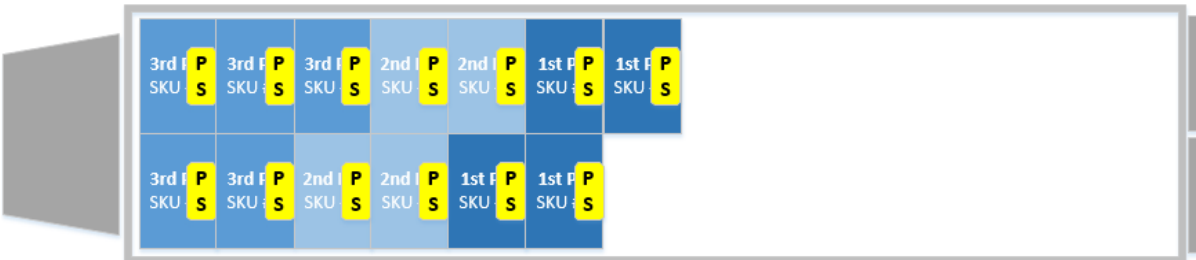 3rd P 3rd P 3rd P 2nd P 2nd P 1st P 1st P
SKU S SKU S SKU S SKU S SKU S SKU S SKU S
3rd P 3rd P 2nd P 2nd P 1st P 1st P
SKU S SKU S SKU S SKU S SKU S SKU S